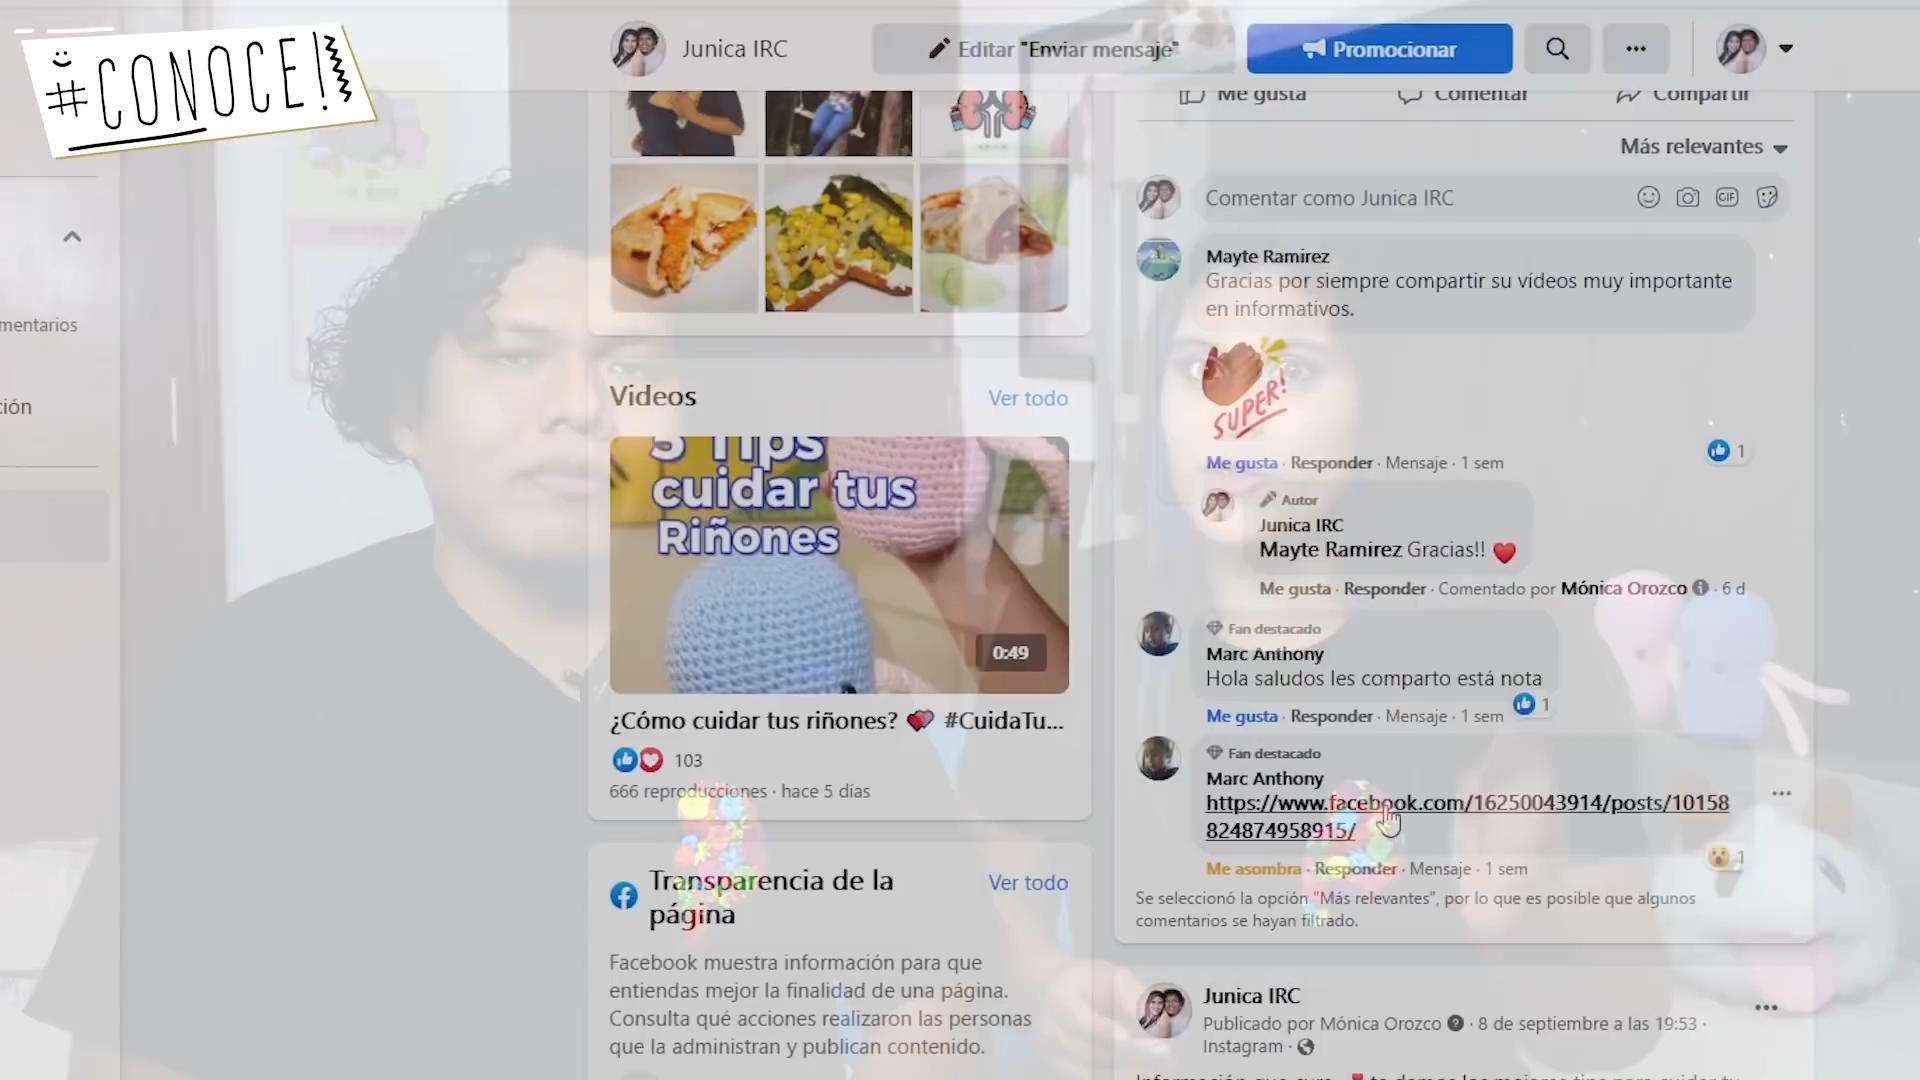 #CONOCE!
Junica IRC
Editar "Enviar mensaje"
Promocionar
mentarios
ión
Videos
Ver todo
5 Tips
cuidar tus
Riñones
0:49
¿Cómo cuidar tus riñones? 💕 #CuidaTu...
103
666 reproducciones · hace 5 días
Transparencia de la
página
Ver todo
Facebook muestra información para que
entiendas mejor la finalidad de una página.
Consulta qué acciones realizaron las personas
que la administran y publican contenido.
Me gusta
Comentar
Compartir
Más relevantes
Comentar como Junica IRC
GIF
Mayte Ramirez
Gracias por siempre compartir su vídeos muy importante
en informativos.
SUPER!
Me gusta · Responder · Mensaje · 1 sem
1
Autor
Junica IRC
Mayte Ramirez Gracias!! ❤️
Me gusta · Responder · Comentado por Mónica Orozco · 6 d
Fan destacado
Marc Anthony
Hola saludos les comparto está nota
1
Me gusta · Responder · Mensaje · 1 sem
Fan destacado
Marc Anthony
https://www.facebook.com/16250043914/posts/10158
824874958915/
1
Me asombra · Responder · Mensaje · 1 sem
Se seleccionó la opción "Más relevantes", por lo que es posible que algunos
comentarios se hayan filtrado.
Junica IRC
Publicado por Mónica Orozco · 8 de septiembre a las 19:53 ·
Instagram ·